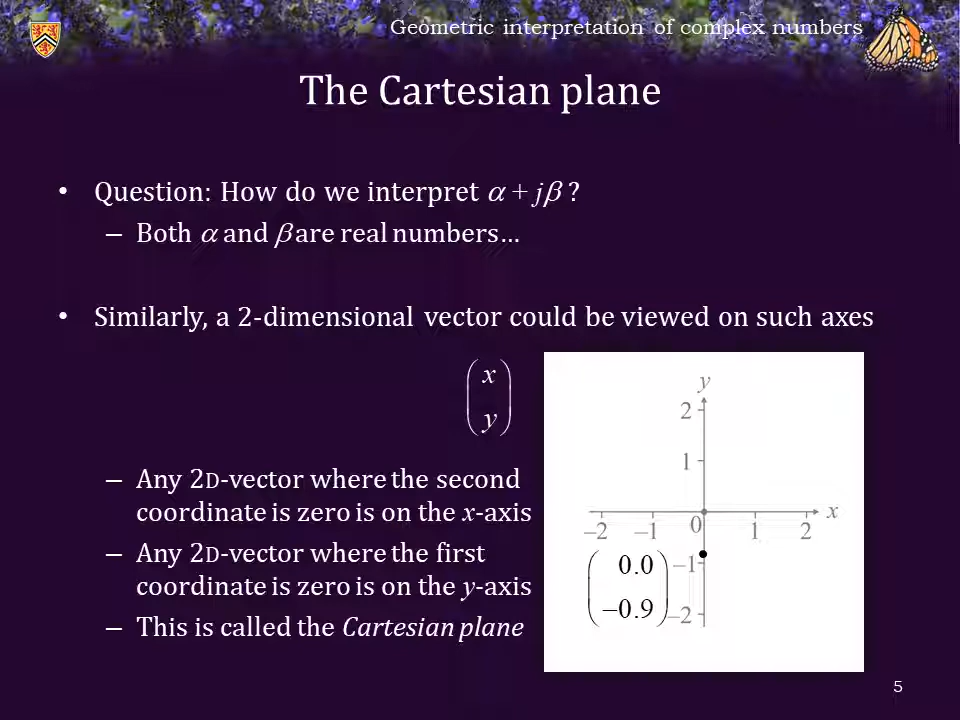 Geometric interpretation of complex numbers
The Cartesian plane
• Question: How do we interpret α + jβ ?
– Both α and β are real numbers…
• Similarly, a 2-dimensional vector could be viewed on such axes
x
y
– Any 2D-vector where the second
coordinate is zero is on the x-axis
– Any 2D-vector where the first
coordinate is zero is on the y-axis
– This is called the Cartesian plane
y
2
1
x
–2 –1 0 1 2
0.0
–1
–0.9
–2
5